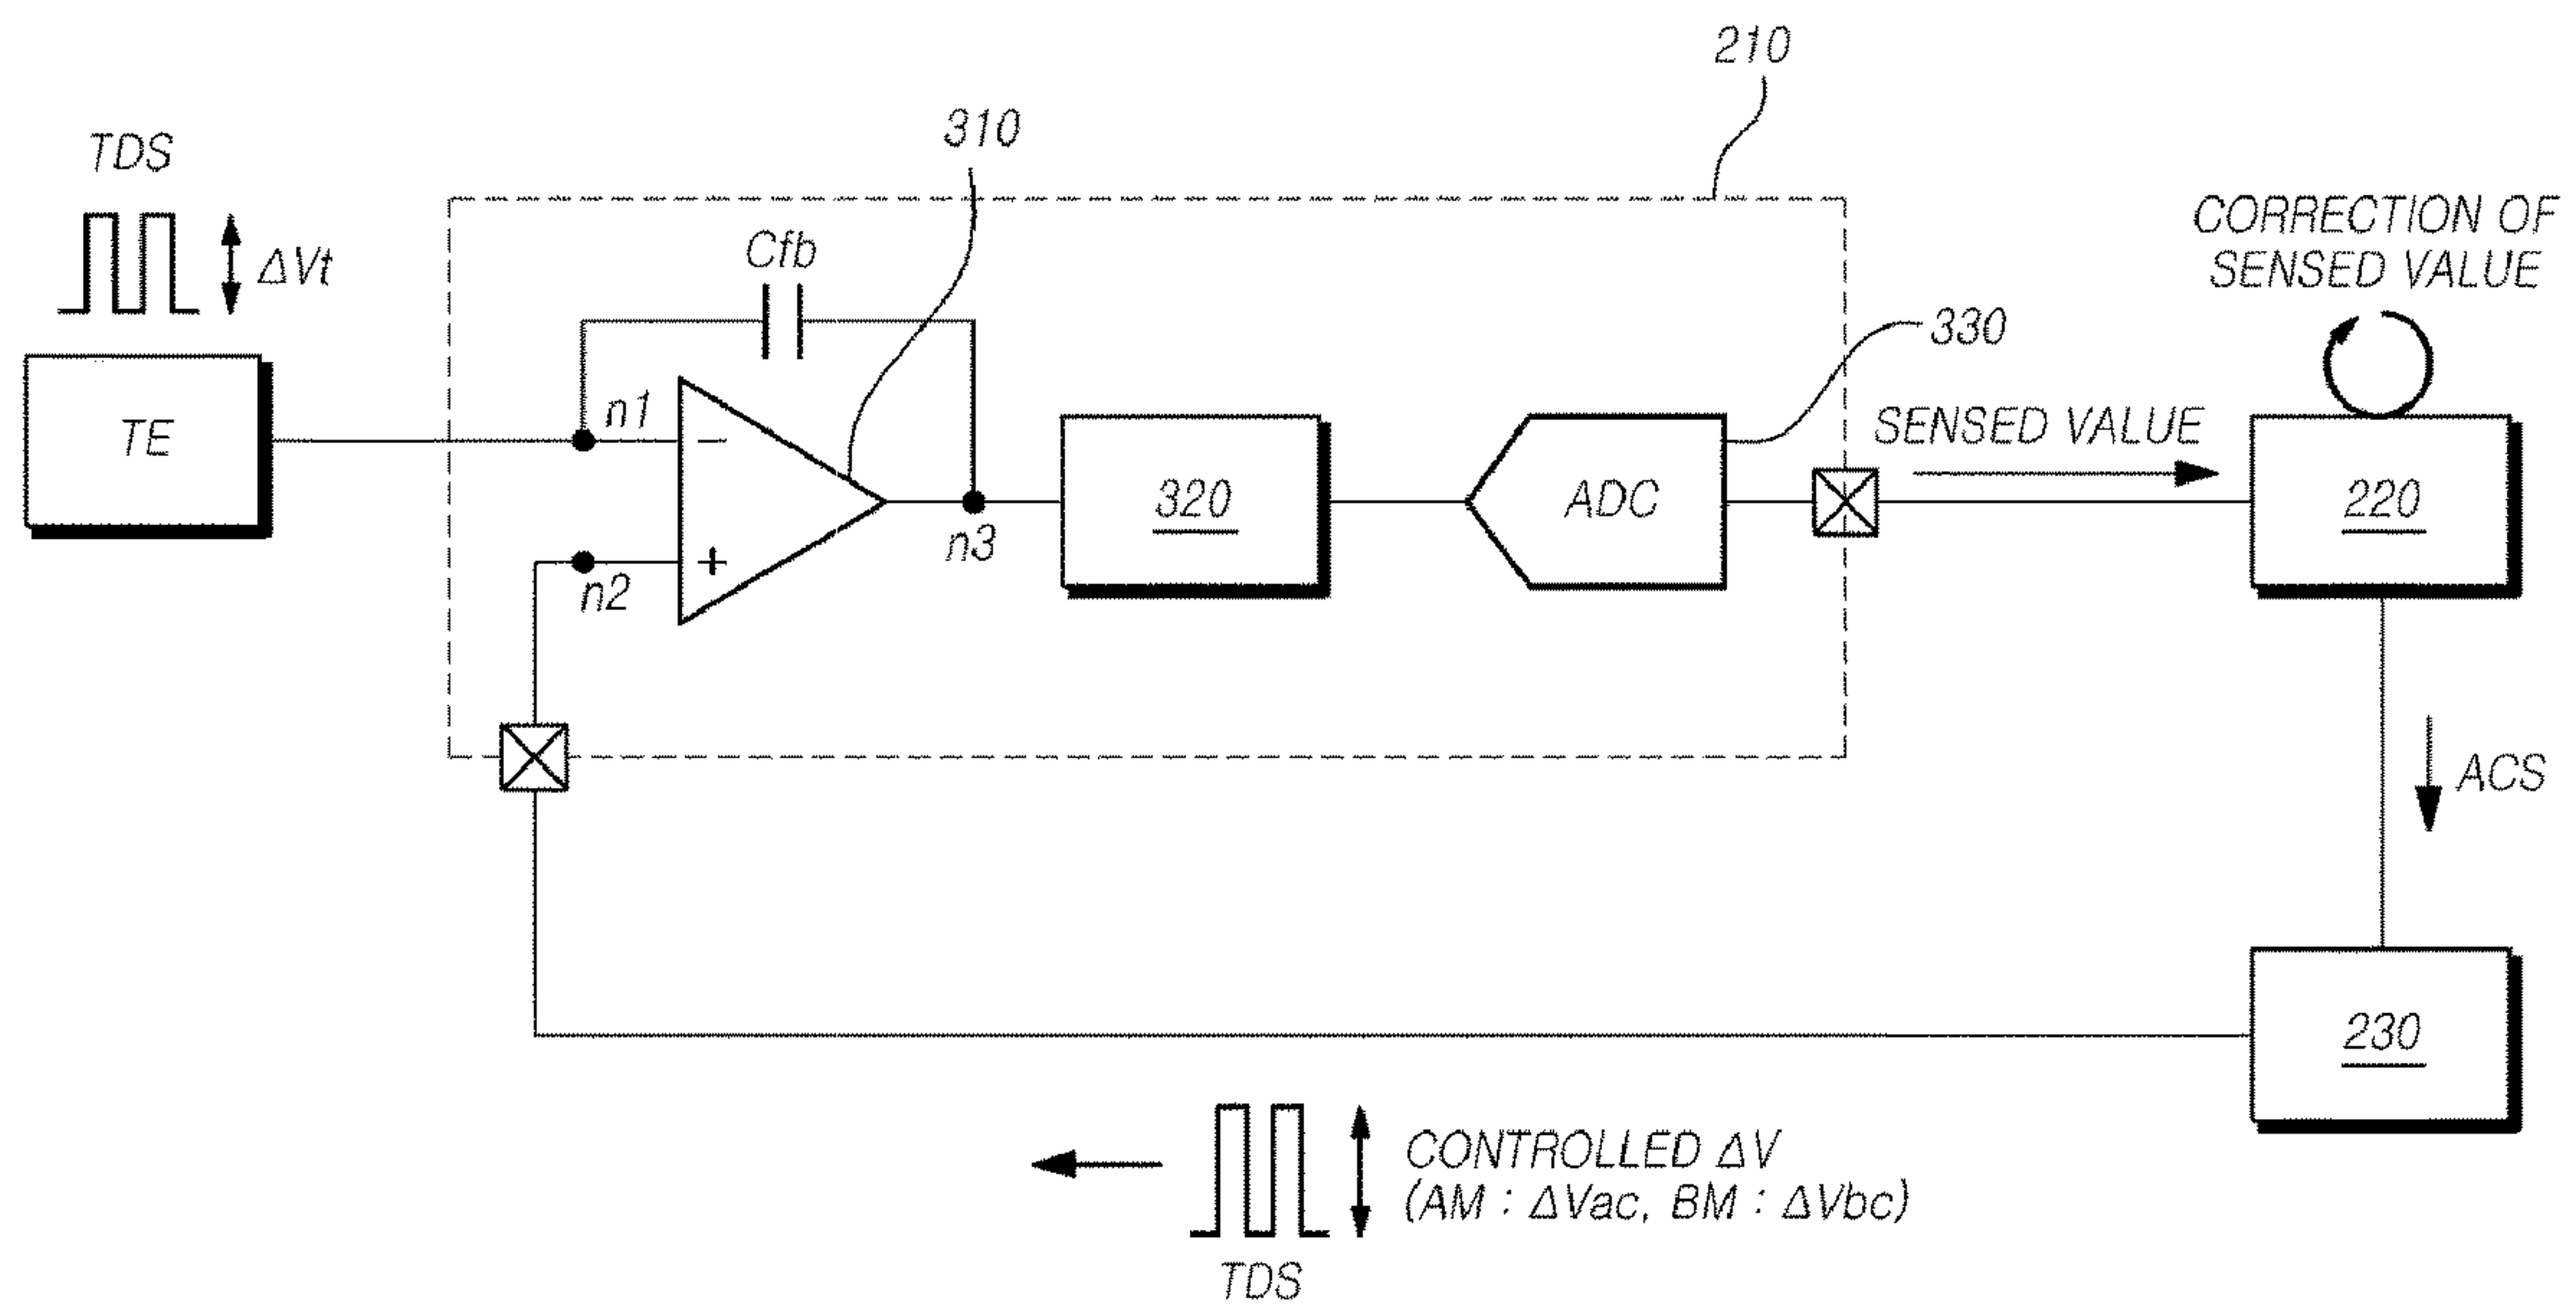 210
310
TDS
ΔVt
Cfb
CORRECTION OF
SENSED VALUE
330
TE
n1
−
SENSED VALUE
320
ADC
220
n3
+
n2
ACS
230
CONTROLLED ΔV
(AM : ΔVac, BM : ΔVbc)
TDS